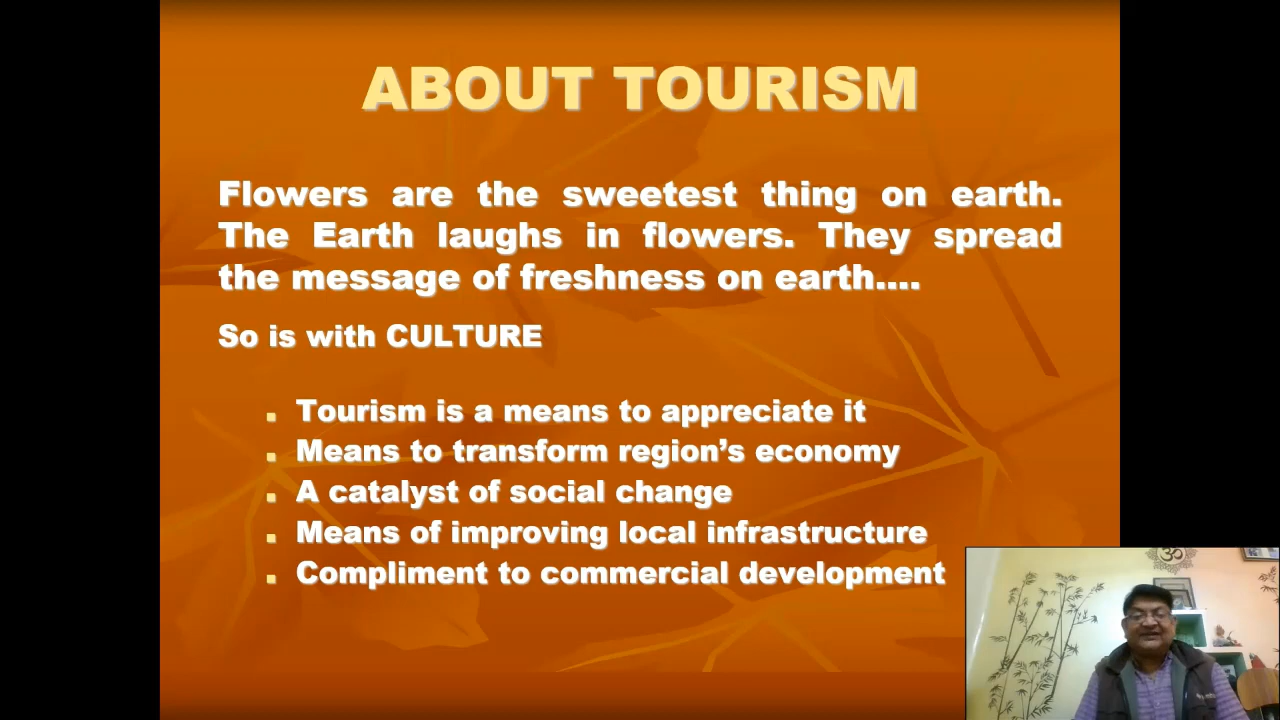 ABOUT TOURISM
Flowers are the sweetest thing on earth.
The Earth laughs in flowers. They spread
the message of freshness on earth....
So is with CULTURE
Tourism is a means to appreciate it
Means to transform region's economy
A catalyst of social change
Means of improving local infrastructure
Compliment to commercial development
ॐ